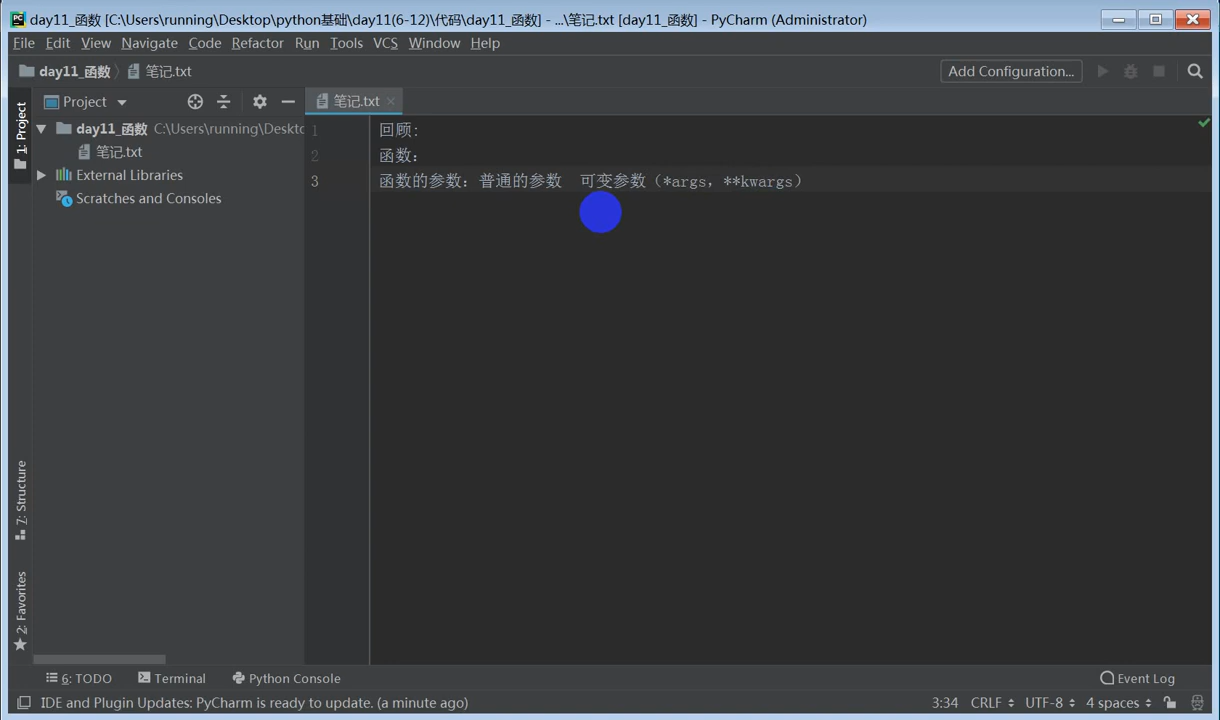 day11_函数 [C:\Users\running\Desktop\python基础\day11(6-12)\代码\day11_函数] - ...\笔记.txt [day11_函数] - PyCharm (Administrator)
File Edit View Navigate Code Refactor Run Tools VCS Window Help
day11_函数 笔记.txt Add Configuration...
1: Project
Project
笔记.txt
day11_函数 C:\Users\running\Deskto
笔记.txt
External Libraries
Scratches and Consoles
1 回顾:
2 函数:
3 函数的参数: 普通的参数 可变参数 (*args, **kwargs)
7: Structure
2: Favorites
6: TODO Terminal Python Console Event Log
IDE and Plugin Updates: PyCharm is ready to update. (a minute ago) 3:34 CRLF UTF-8 4 spaces